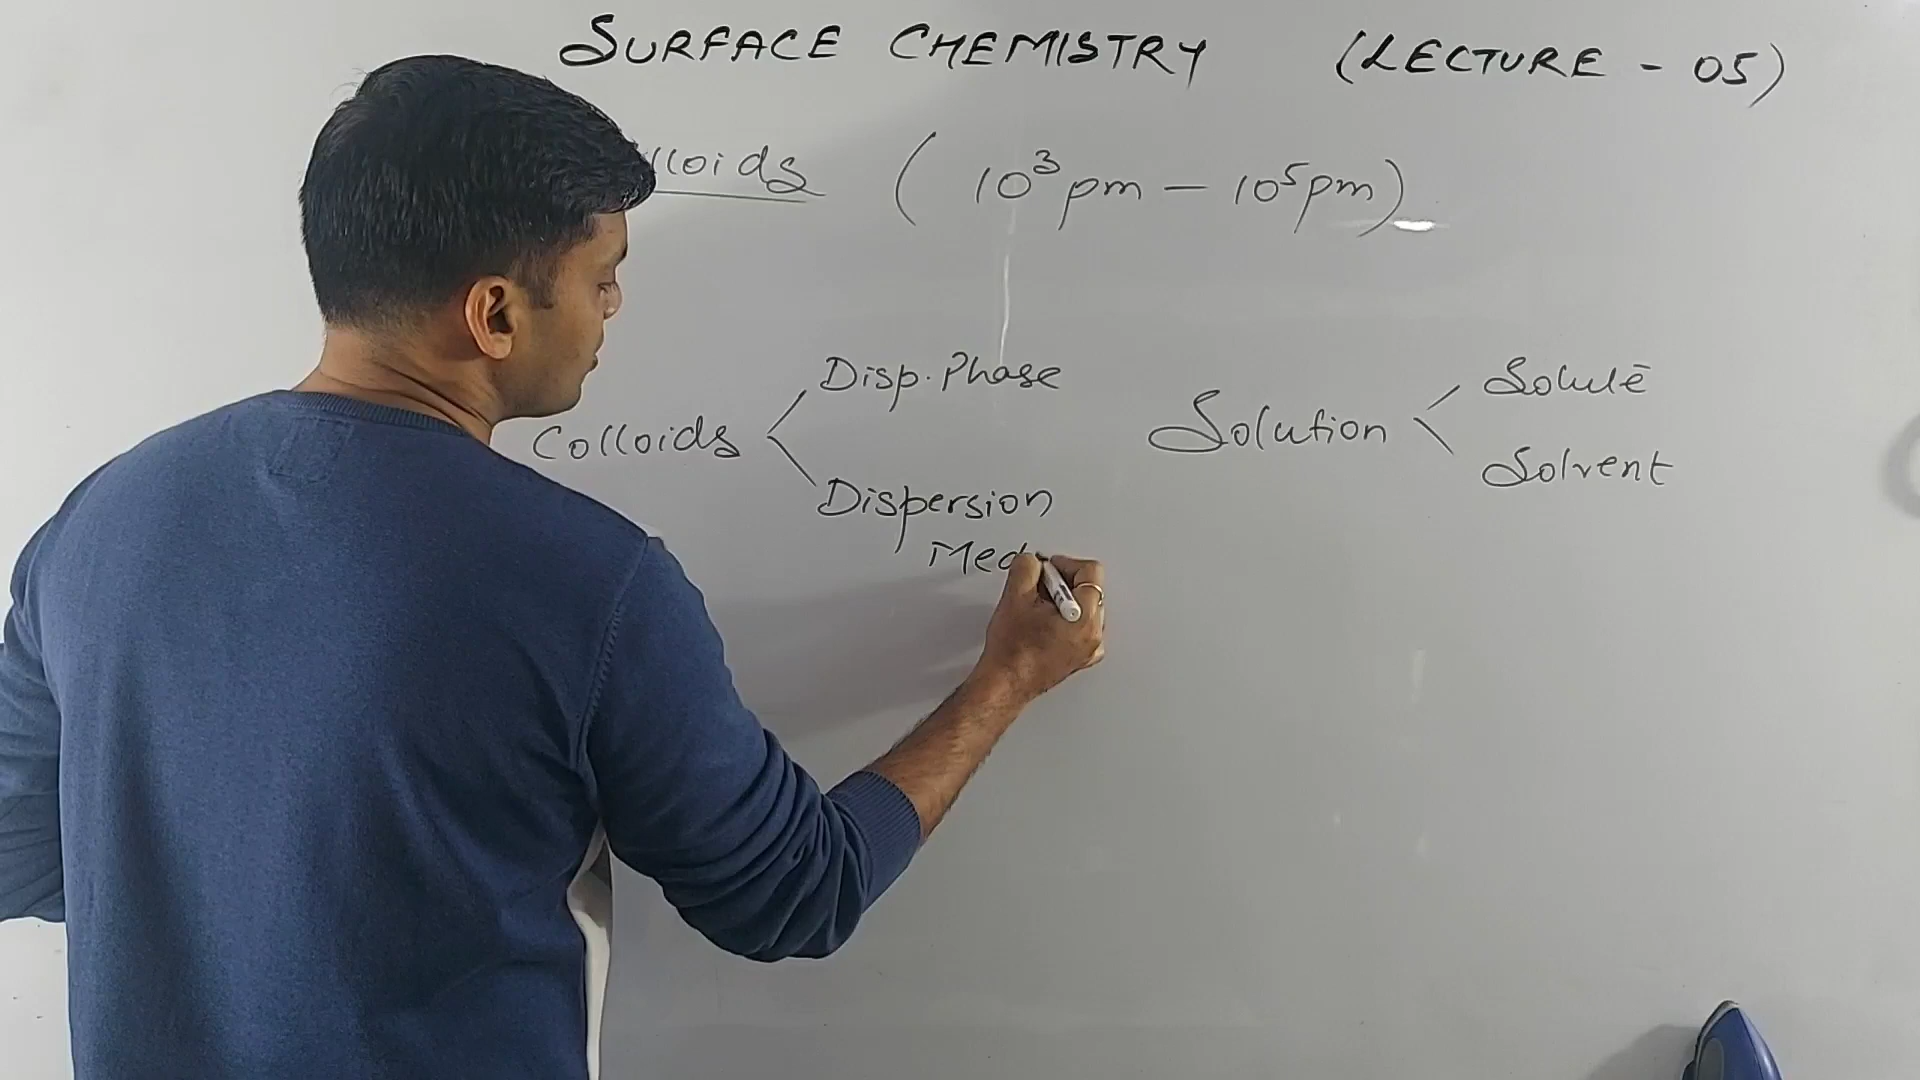 SURFACE CHEMISTRY (LECTURE - 05)
lloids (10³pm — 10⁵pm)
Colloids
Disp. Phase
Dispersion
Med
Solution
Solute
Solvent